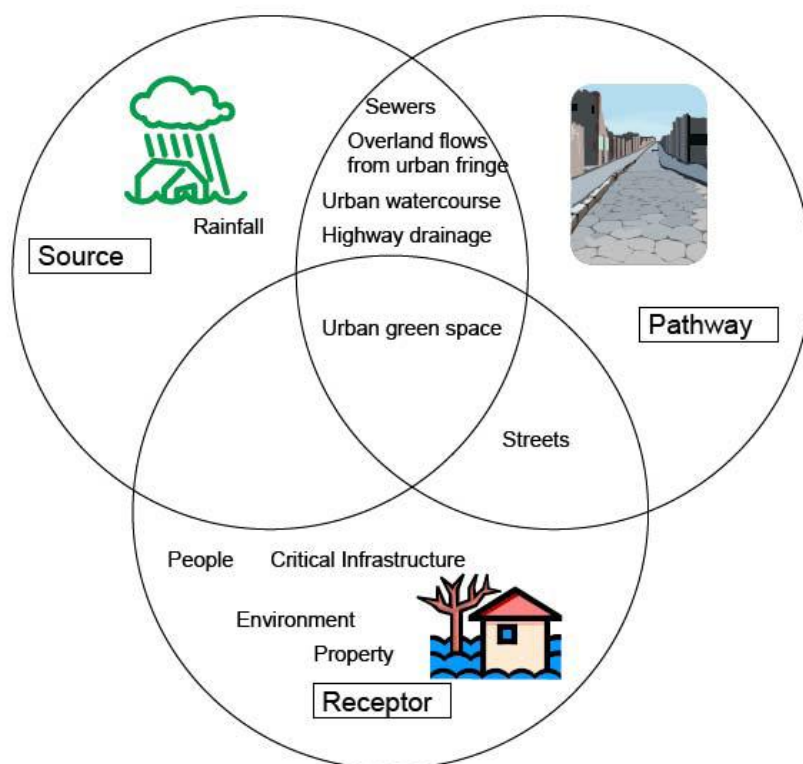 Sewers
Overland flows
from urban fringe
Urban watercourse
Highway drainage
Rainfall
Source
Urban green space
Pathway
Streets
People
Critical Infrastructure
Environment
Property
Receptor